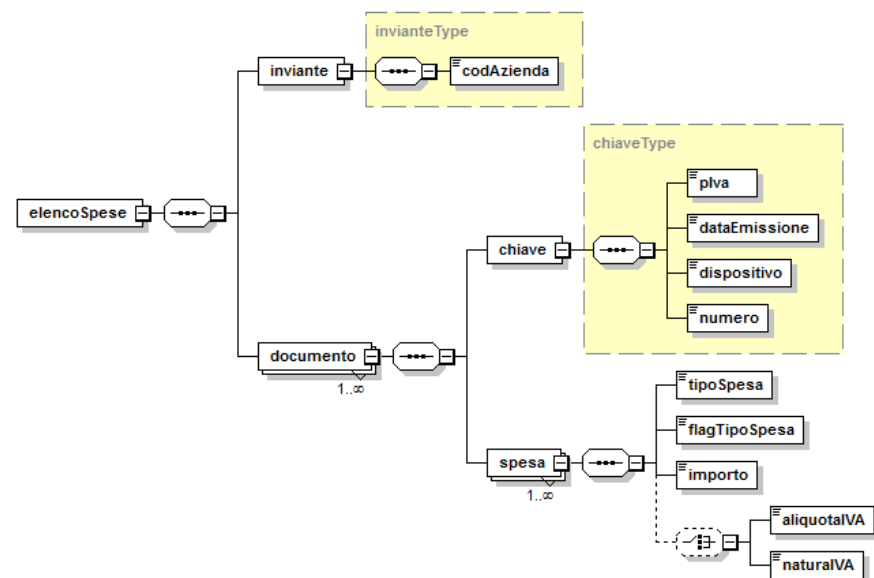 invianteType
inviante
codAzienda
chiaveType
pIva
elencoSpese
dataEmissione
chiave
dispositivo
numero
documento
1..∞
tipoSpesa
flagTipoSpesa
spesa
importo
1..∞
aliquotaIVA
naturaIVA